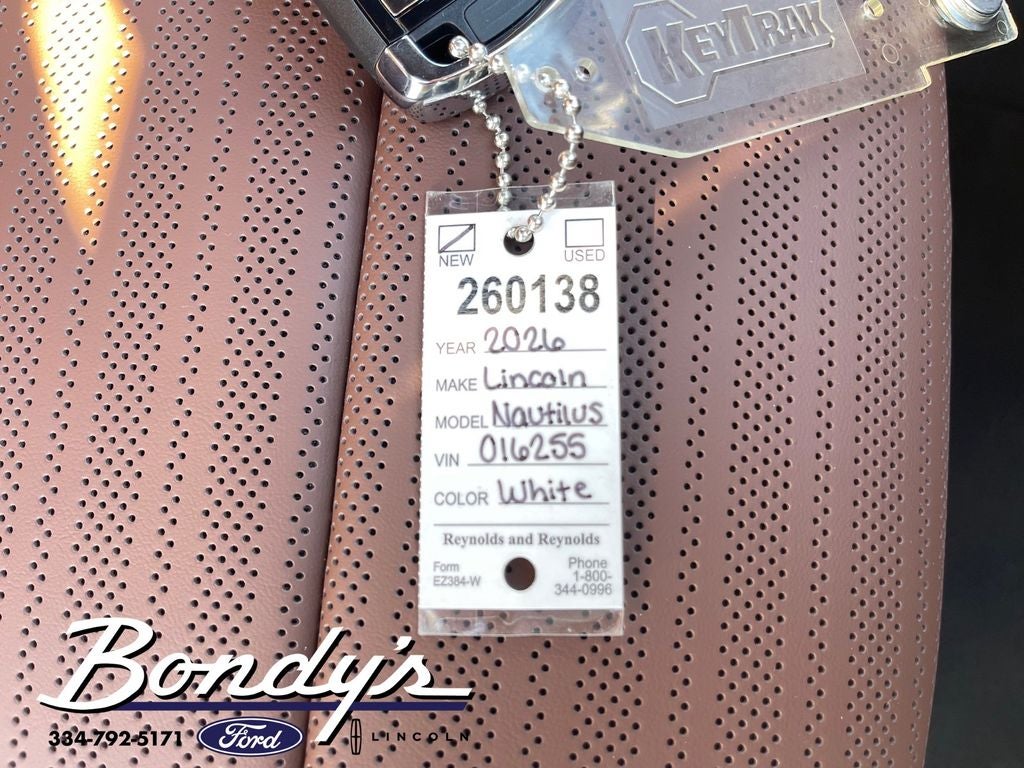 KEYTRAK
NEW USED
260138
YEAR 2026
MAKE Lincoln
MODEL Nautilus
VIN 016255
COLOR White
Reynolds and Reynolds
Form
EZ384-W
Phone
1-800-
344-0996
Bondy's
334-792-5171 Ford LINCOLN